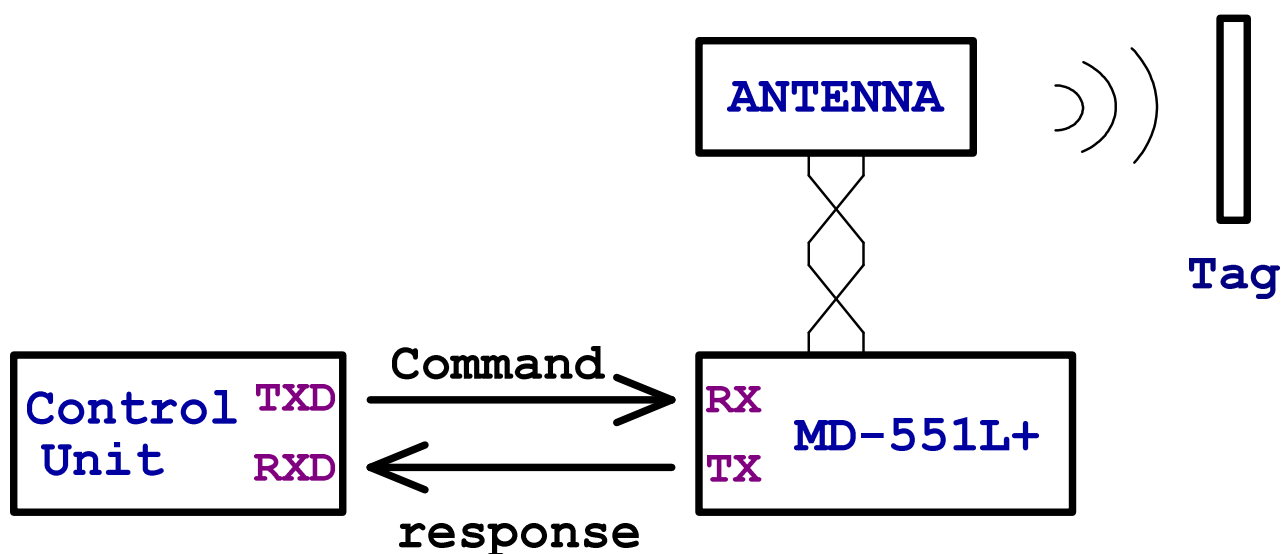 ANTENNA
Tag
Command
Control
Unit
TXD
RXD
RX
TX
MD-551L+
response